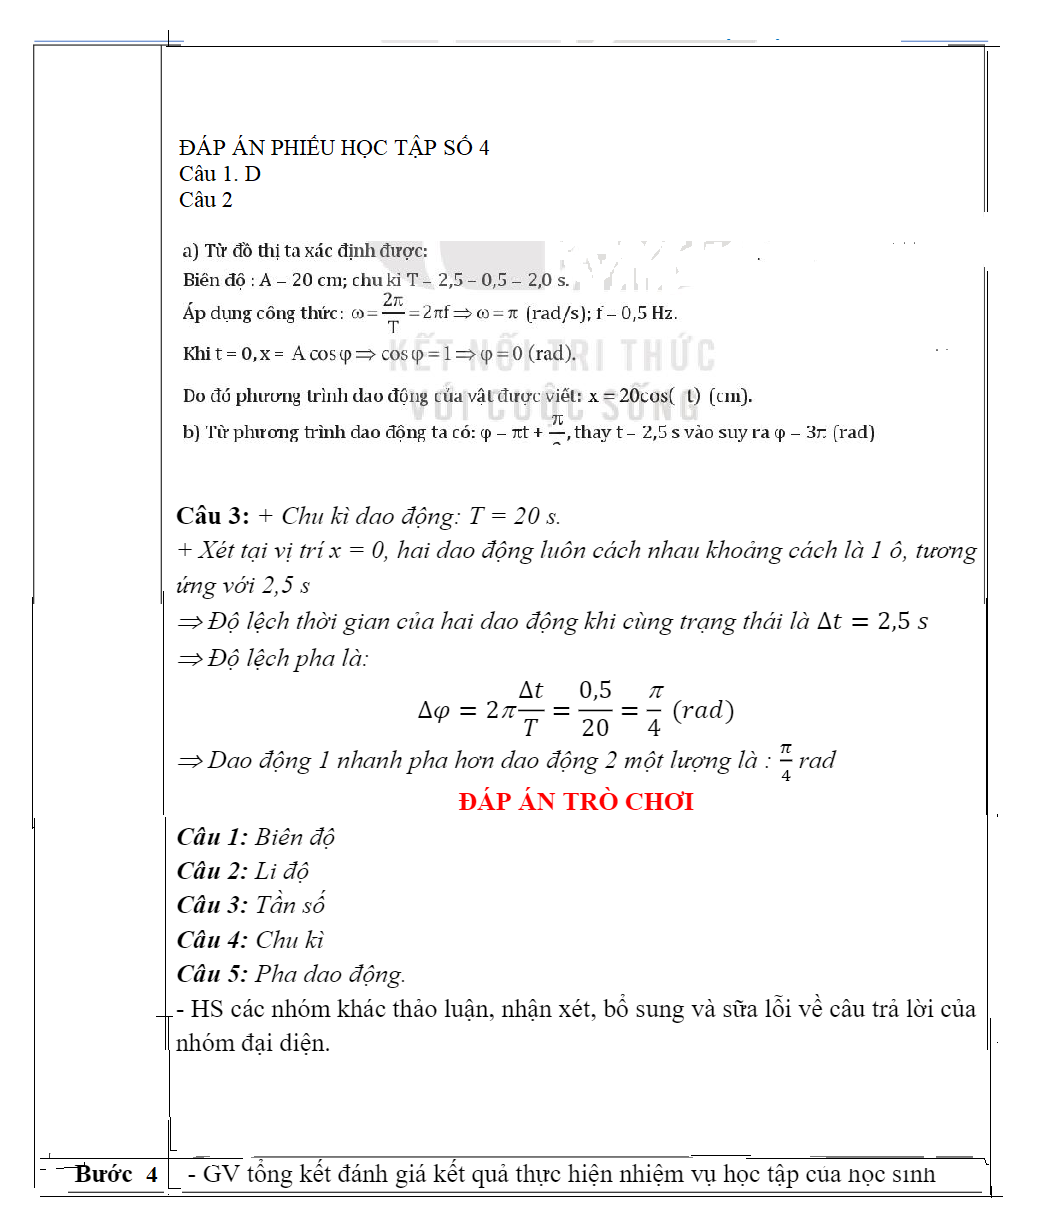 ĐÁP ÁN PHIẾU HỌC TẬP SỐ 4
Câu 1. D
Câu 2
a) Từ đồ thị ta xác định được:
Biên độ : A – 20 cm; chu kì T – 2,5 – 0,5 – 2,0 s.
Áp dụng công thức: ω = 2π/T = 2πf ⇒ ω = π (rad/s); f – 0,5 Hz.
KẾT NỐI TRI THỨC
Khi t = 0, x = A cos φ ⇒ cos φ = 1 ⇒ φ = 0 (rad).
VỚI CUỘC SỐNG
Do đó phương trình dao động của vật được viết: x = 20cos( t) (cm).
b) Từ phương trình dao động ta có: φ – πt + π/, thay t – 2,5 s vào suy ra φ – 3π (rad)
Câu 3: + Chu kì dao động: T = 20 s.
+ Xét tại vị trí x = 0, hai dao động luôn cách nhau khoảng cách là 1 ô, tương
ứng với 2,5 s
⇒ Độ lệch thời gian của hai dao động khi cùng trạng thái là Δt = 2,5 s
⇒ Độ lệch pha là:
Δφ = 2π Δt/T = 0,5/20 = π/4 (rad)
⇒ Dao động 1 nhanh pha hơn dao động 2 một lượng là : π/4 rad
ĐÁP ÁN TRÒ CHƠI
Câu 1: Biên độ
Câu 2: Li độ
Câu 3: Tần số
Câu 4: Chu kì
Câu 5: Pha dao động.
- HS các nhóm khác thảo luận, nhận xét, bổ sung và sữa lỗi về câu trả lời của
nhóm đại diện.
Bước 4 - GV tổng kết đánh giá kết quả thực hiện nhiệm vụ học tập của học sinh